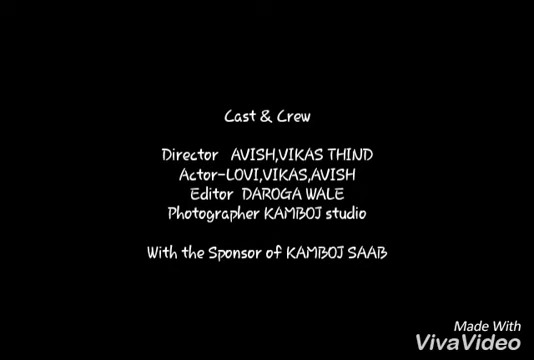 Cast & Crew
Director AVISH,VIKAS THIND
Actor-LOVI,VIKAS,AVISH
Editor DAROGA WALE
Photographer KAMBOJ studio
With the Sponsor of KAMBOJ SAAB
Made With
VivaVideo